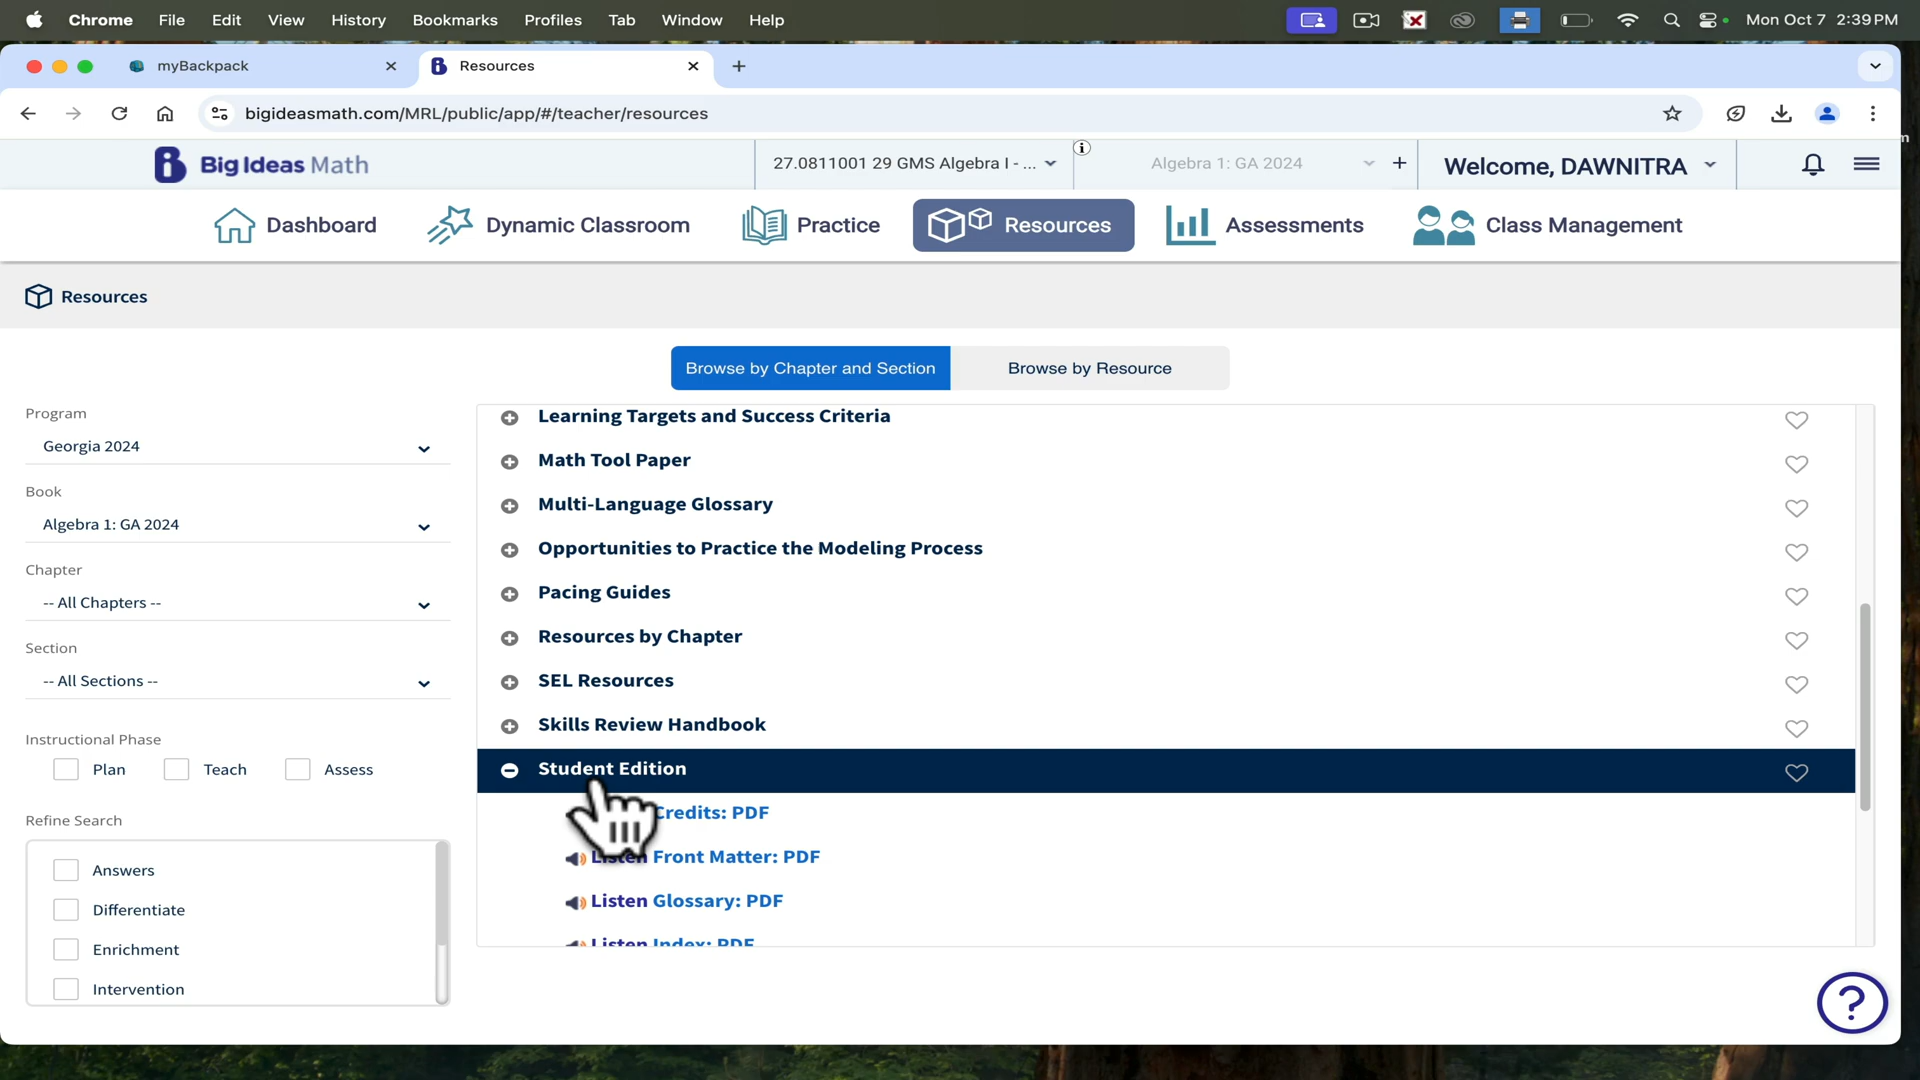 Chrome File Edit View History Bookmarks Profiles Tab Window Help Mon Oct 7 2:39 PM
myBackpack Resources
bigideasmath.com/MRL/public/app/#/teacher/resources
Big Ideas Math 27.0811001 29 GMS Algebra I - ... Algebra 1: GA 2024 Welcome, DAWNITRA
Dashboard Dynamic Classroom Practice Resources Assessments Class Management
Resources
Browse by Chapter and Section Browse by Resource
Program
Georgia 2024
Book
Algebra 1: GA 2024
Chapter
-- All Chapters --
Section
-- All Sections --
Instructional Phase
Plan Teach Assess
Refine Search
Answers
Differentiate
Enrichment
Intervention
Learning Targets and Success Criteria
Math Tool Paper
Multi-Language Glossary
Opportunities to Practice the Modeling Process
Pacing Guides
Resources by Chapter
SEL Resources
Skills Review Handbook
Student Edition
Credits: PDF
Listen Front Matter: PDF
Listen Glossary: PDF
Listen Index: PDF
?